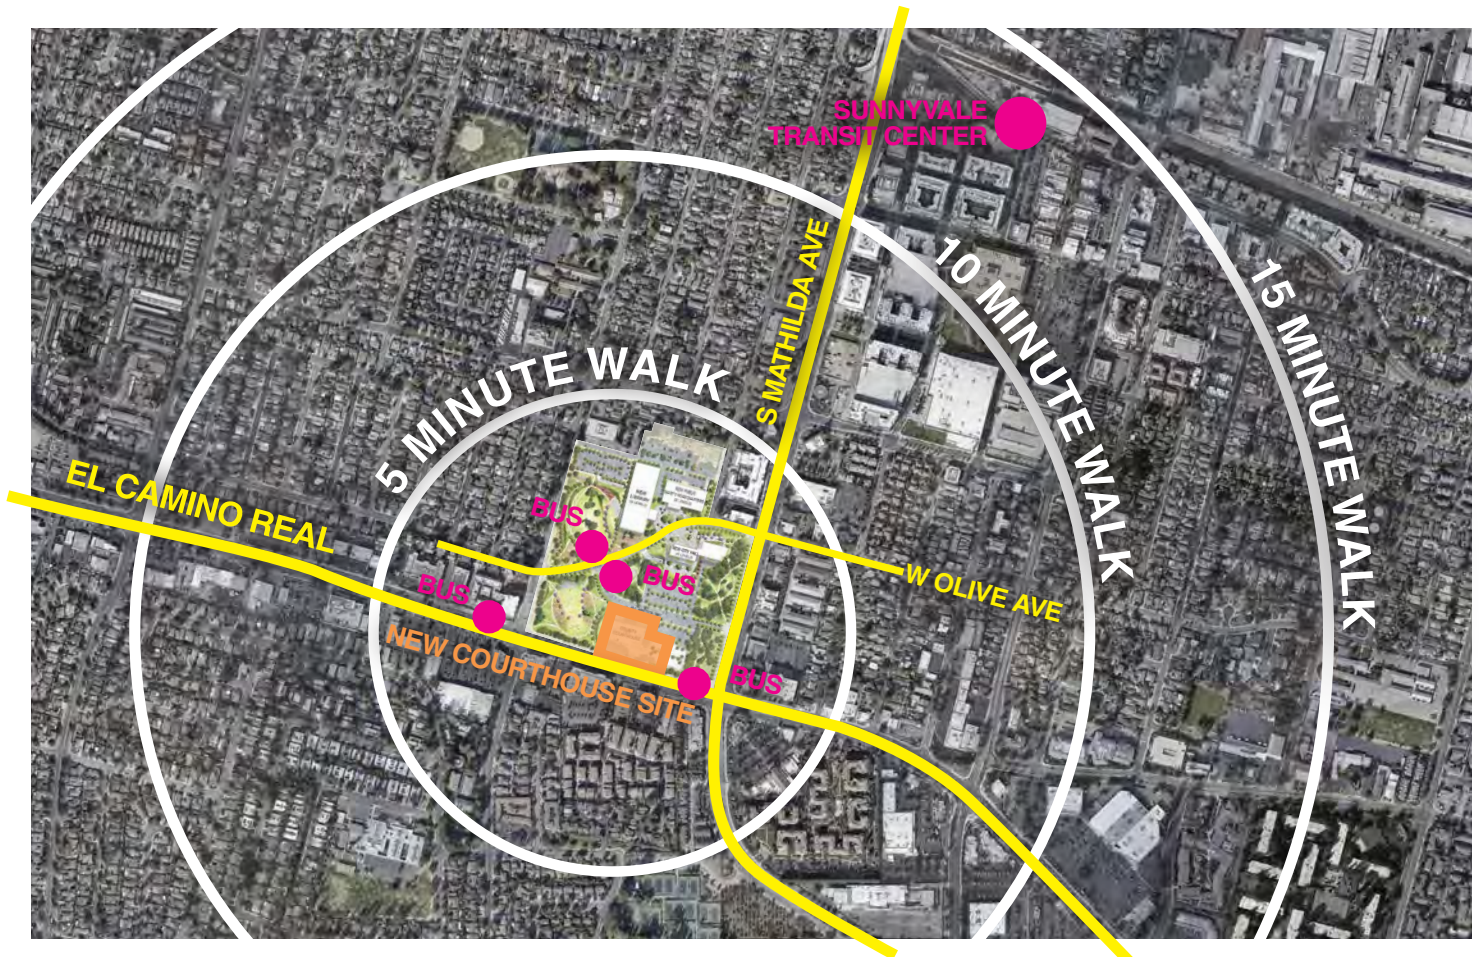 SUNNYVALE
TRANSIT CENTER
S MATHILDA AVE
10 MINUTE WALK
15 MINUTE WALK
5 MINUTE WALK
EL CAMINO REAL
BUS
BUS
BUS
W OLIVE AVE
NEW COURTHOUSE SITE
BUS